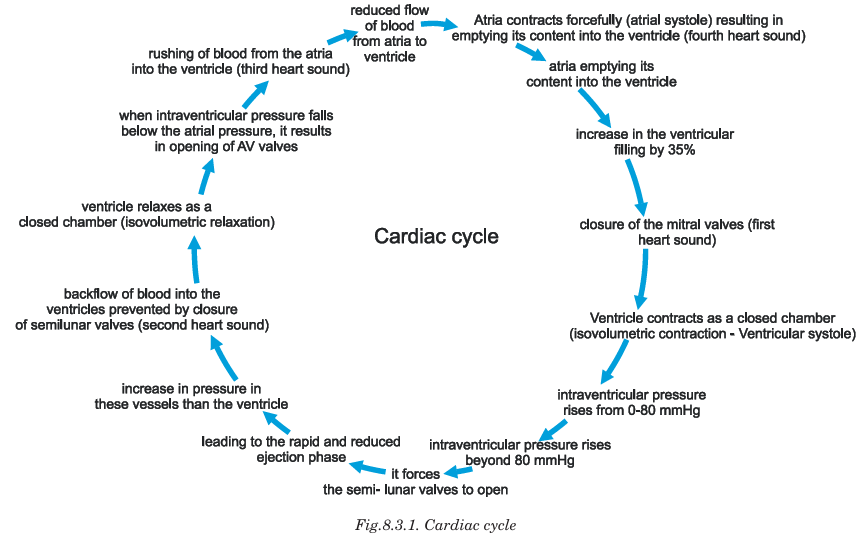 reduced flow
of blood
from atria to
ventricle
Atria contracts forcefully (atrial systole) resulting in
emptying its content into the ventricle (fourth heart sound)
atria emptying its
content into the ventricle
increase in the ventricular
filling by 35%
closure of the mitral valves (first
heart sound)
Ventricle contracts as a closed chamber
(isovolumetric contraction - Ventricular systole)
intraventricular pressure
rises from 0-80 mmHg
intraventricular pressure rises
beyond 80 mmHg
it forces
the semi- lunar valves to open
leading to the rapid and reduced
ejection phase
increase in pressure in
these vessels than the ventricle
backflow of blood into the
ventricles prevented by closure
of semilunar valves (second heart sound)
ventricle relaxes as a
closed chamber (isovolumetric relaxation)
when intraventricular pressure falls
below the atrial pressure, it results
in opening of AV valves
rushing of blood from the atria
into the ventricle (third heart sound)
Cardiac cycle
Fig.8.3.1. Cardiac cycle